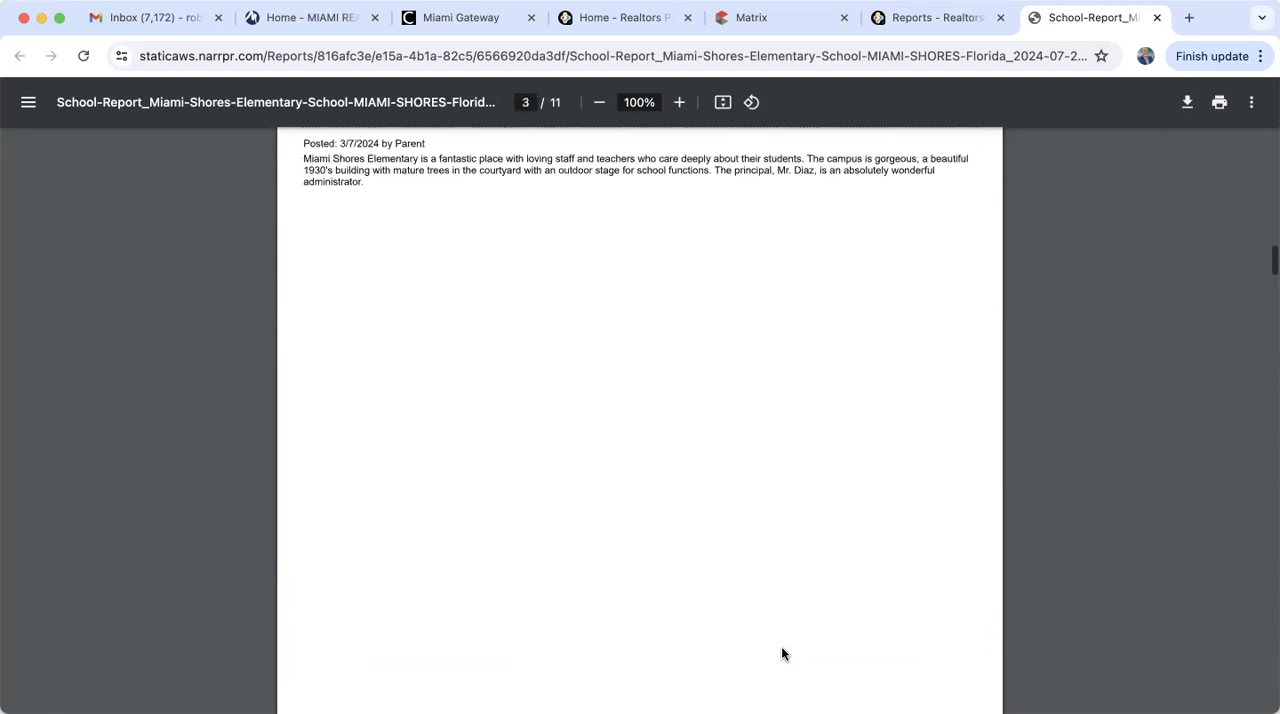 Inbox (7,172) - rob
Home - MIAMI REA
Miami Gateway
Home - Realtors P
Matrix
Reports - Realtors
School-Report_Mi
staticaws.narrpr.com/Reports/816afc3e/e15a-4b1a-82c5/6566920da3df/School-Report_Miami-Shores-Elementary-School-MIAMI-SHORES-Florida_2024-07-2...
Finish update
School-Report_Miami-Shores-Elementary-School-MIAMI-SHORES-Florid...
3 / 11
100%
Posted: 3/7/2024 by Parent
Miami Shores Elementary is a fantastic place with loving staff and teachers who care deeply about their students. The campus is gorgeous, a beautiful
1930's building with mature trees in the courtyard with an outdoor stage for school functions. The principal, Mr. Diaz, is an absolutely wonderful
administrator.